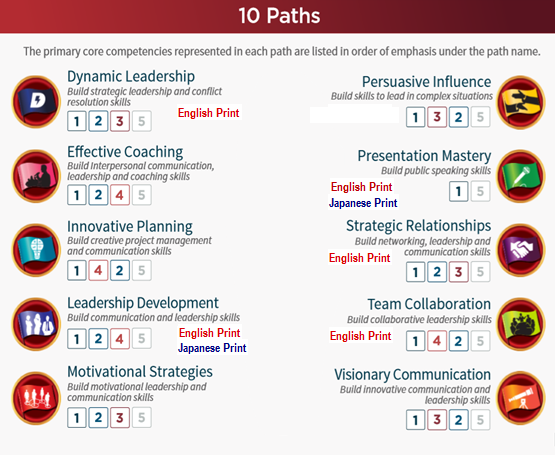 10 Paths
The primary core competencies represented in each path are listed in order of emphasis under the path name.
Dynamic Leadership
Build strategic leadership and conflict
resolution skills
1 2 3 5
English Print
Effective Coaching
Build Interpersonal communication,
leadership and coaching skills
1 2 4 5
Innovative Planning
Build creative project management
and communication skills
1 4 2 5
Leadership Development
Build communication and leadership skills
1 2 4 5
English Print
Japanese Print
Motivational Strategies
Build motivational leadership and
communication skills
1 2 3 5
Persuasive Influence
Build skills to lead in complex situations
1 3 2 5
Presentation Mastery
Build public speaking skills
English Print
Japanese Print
1 5
Strategic Relationships
Build networking, leadership and
communication skills
English Print
1 2 3 5
Team Collaboration
Build collaborative leadership skills
English Print
1 4 2 5
Visionary Communication
Build innovative communication and
leadership skills
1 3 2 5